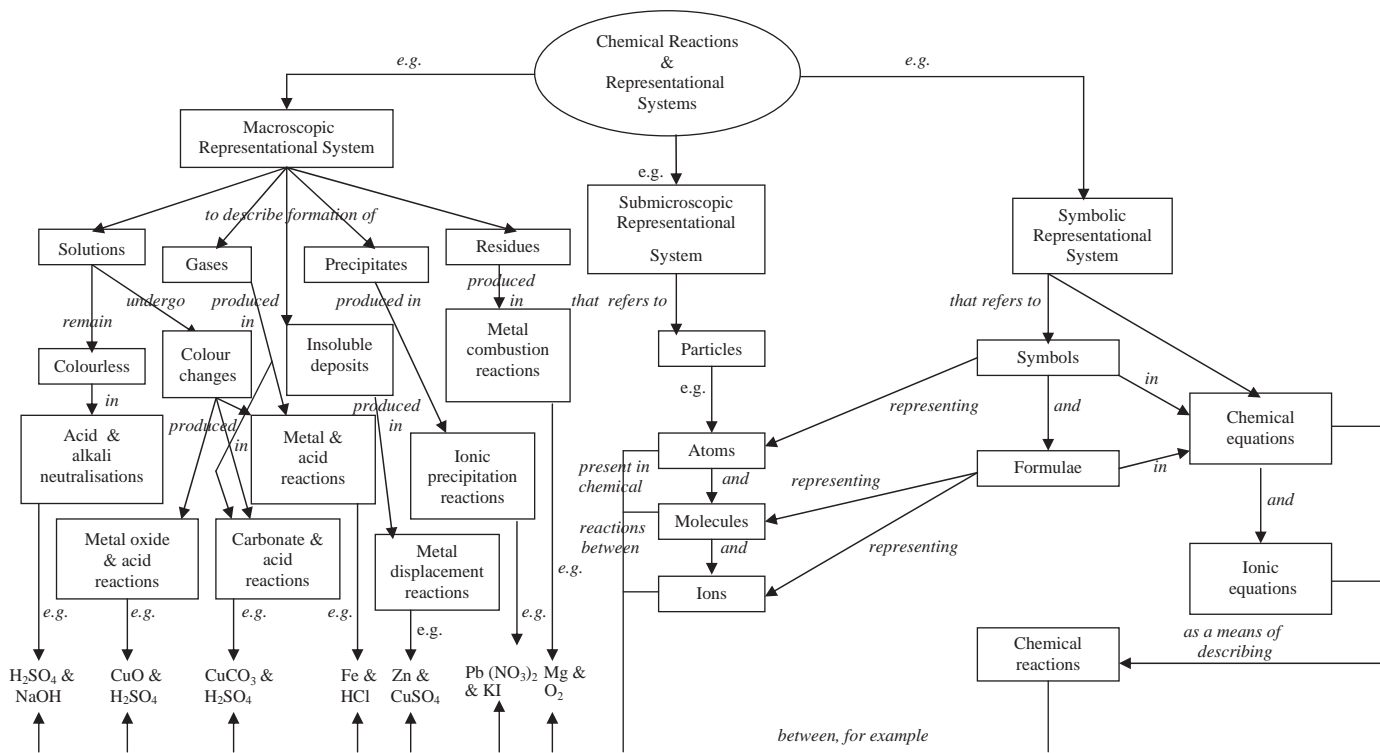 Chemical Reactions
&
Representational
Systems
e.g.
e.g.
Macroscopic
Representational System
e.g.
Submicroscopic
Representational
System
Symbolic
Representational
System
to describe formation of
Solutions
Gases
Precipitates
Residues
undergo
produced
in
produced in
produced
in
that refers to
that refers to
remain
Colourless
Colour
changes
Insoluble
deposits
Metal
combustion
reactions
Particles
Symbols
in
e.g.
in
produced
in
produced
in
representing
and
Chemical
equations
Acid & 
alkali
neutralisations
Metal &
acid
reactions
Ionic
precipitation
reactions
Atoms
present in
chemical
and
representing
Formulae
in
Molecules
reactions
between
and
representing
and
Metal oxide
& acid
reactions
Carbonate &
acid
reactions
Metal
displacement
reactions
e.g.
Ions
Ionic
equations
e.g.
e.g.
e.g.
e.g.
e.g.
e.g.
Chemical
reactions
as a means of
describing
H2SO4 &
NaOH
CuO &
H2SO4
CuCO3 &
H2SO4
Fe &
HCl
Zn &
CuSO4
Pb (NO3)2
& KI
Mg &
O2
between, for example